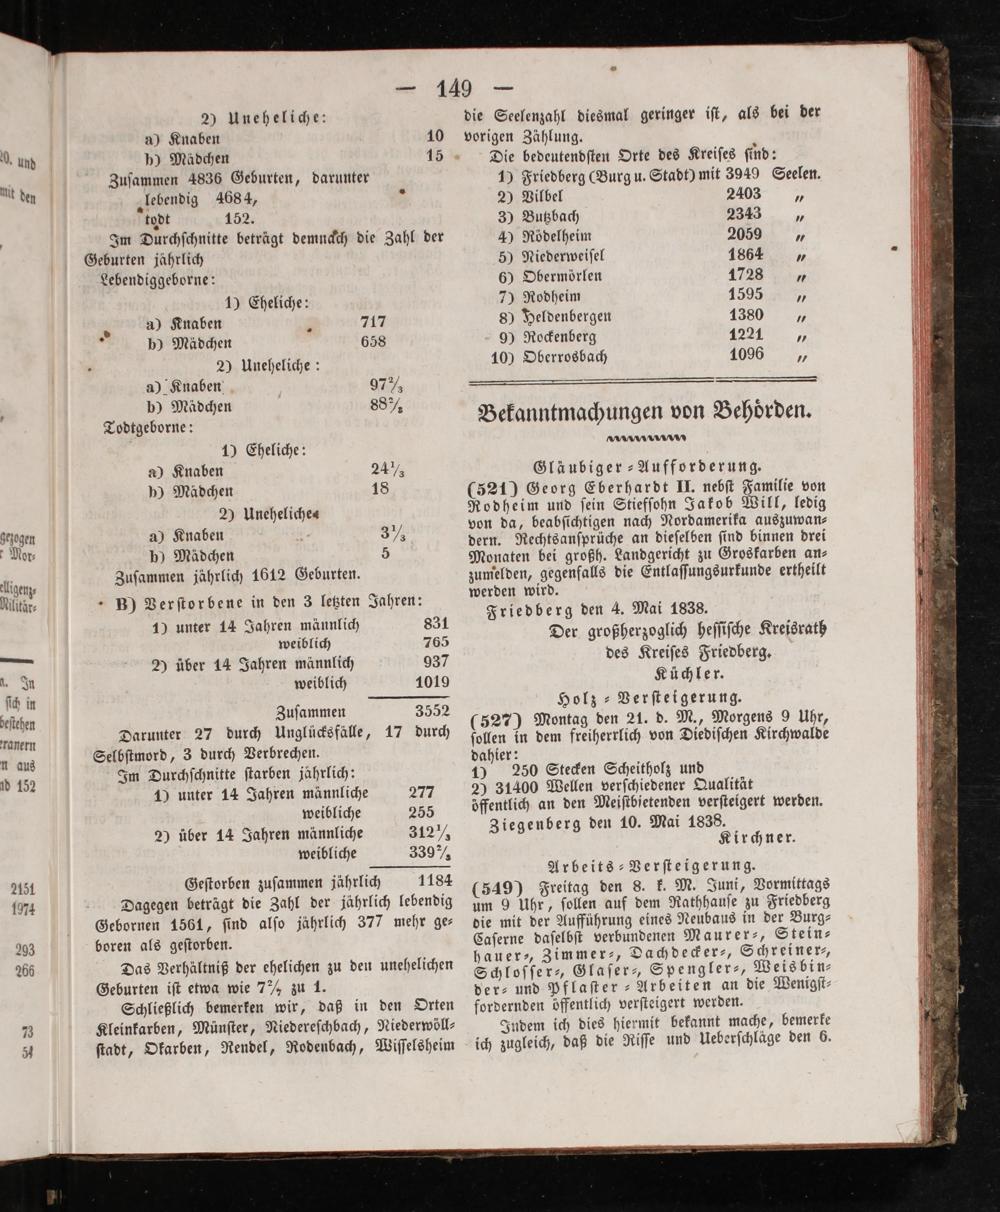 — 149 —
2) Uneheliche:
a) Knaben 10
b) Mädchen 15
Zusammen 4836 Geburten, darunter
lebendig 4684,
todt 152.
Im Durchschnitte beträgt demnach die Zahl der
Geburten jährlich
Lebendiggeborne:
1) Eheliche:
a) Knaben 717
b) Mädchen 658
2) Uneheliche:
a) Knaben 97⅔
b) Mädchen 88⅔
Todtgeborne:
1) Eheliche:
a) Knaben 24⅓
b) Mädchen 18
2) Uneheliche
a) Knaben 3⅓
b) Mädchen 5
Zusammen jährlich 1612 Geburten.
B) Verstorbene in den 3 letzten Jahren:
1) unter 14 Jahren männlich 831
weiblich 765
2) über 14 Jahren männlich 937
weiblich 1019
Zusammen 3552
Darunter 27 durch Unglücksfälle, 17 durch
Selbstmord, 3 durch Verbrechen.
Im Durchschnitte starben jährlich:
1) unter 14 Jahren männliche 277
weibliche 255
2) über 14 Jahren männliche 312⅓
weibliche 339⅔
Gestorben zusammen jährlich 1184
Dagegen beträgt die Zahl der jährlich lebendig
Gebornen 1561, sind also jährlich 377 mehr ge-
boren als gestorben.
Das Verhältniß der ehelichen zu den unehelichen
Geburten ist etwa wie 7²/₇ zu 1.
Schließlich bemerken wir, daß in den Orten
Kleinkarben, Münster, Niedereschbach, Niederwöll-
stadt, Okarben, Rendel, Rodenbach, Wisselsheim
die Seelenzahl diesmal geringer ist, als bei der
vorigen Zählung.
Die bedeutendsten Orte des Kreises sind:
1) Friedberg (Burg u. Stadt) mit 3949 Seelen.
2) Vilbel 2403 „
3) Butzbach 2343 „
4) Rödelheim 2059 „
5) Niederweisel 1864 „
6) Obermörlen 1728 „
7) Rodheim 1595 „
8) Heldenbergen 1380 „
9) Rockenberg 1221 „
10) Oberrosbach 1096 „
Bekanntmachungen von Behörden.
Gläubiger-Aufforderung.
(521) Georg Eberhardt II. nebst Familie von
Rodheim und sein Stiefsohn Jakob Will, ledig
von da, beabsichtigen nach Nordamerika auszuwan-
dern. Rechtsansprüche an dieselben sind binnen drei
Monaten bei großh. Landgericht zu Groskarben an-
zumelden, gegenfalls die Entlassungsurkunde ertheilt
werden wird.
Friedberg den 4. Mai 1838.
Der großherzoglich hessische Kreisrath
des Kreises Friedberg.
Küchler.
Holz-Versteigerung.
(527) Montag den 21. d. M., Morgens 9 Uhr,
sollen in dem freiherrlich von Diedischen Kirchwalde
dahier:
1) 250 Stecken Scheitholz und
2) 31400 Wellen verschiedener Qualität
öffentlich an den Meistbietenden versteigert werden.
Ziegenberg den 10. Mai 1838.
Kirchner.
Arbeits-Versteigerung.
(549) Freitag den 8. k. M. Juni, Vormittags
um 9 Uhr, sollen auf dem Rathhause zu Friedberg
die mit der Aufführung eines Neubaus in der Burg-
Caserne daselbst verbundenen Maurer-, Stein-
hauer-, Zimmer-, Dachdecker-, Schreiner-,
Schlosser-, Glaser-, Spengler-, Weisbin-
der- und Pflaster-Arbeiten an die Wenigst-
fordernden öffentlich versteigert werden.
Indem ich dies hiermit bekannt mache, bemerke
ich zugleich, daß die Risse und Ueberschläge den 6.